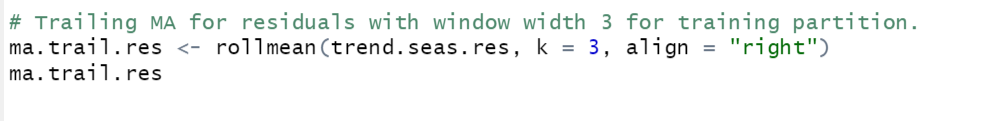 # Trailing MA for residuals with window width 3 for training partition.
ma.trail.res <- rollmean(trend.seas.res, k = 3, align = "right")
ma.trail.res